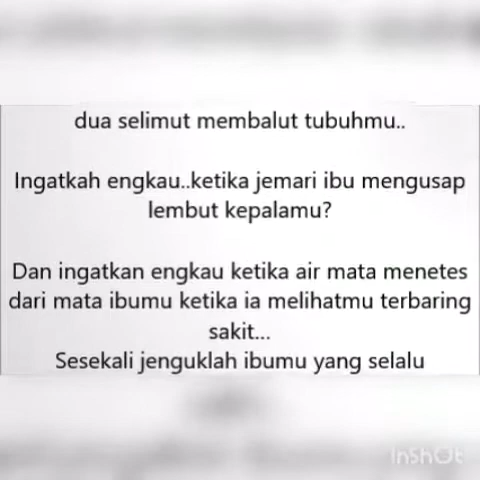 dua selimut membalut tubuhmu..
Ingatkah engkau..ketika jemari ibu mengusap
lembut kepalamu?
Dan ingatkan engkau ketika air mata menetes
dari mata ibumu ketika ia melihatmu terbaring
sakit...
Sesekali jenguklah ibumu yang selalu
InShOt